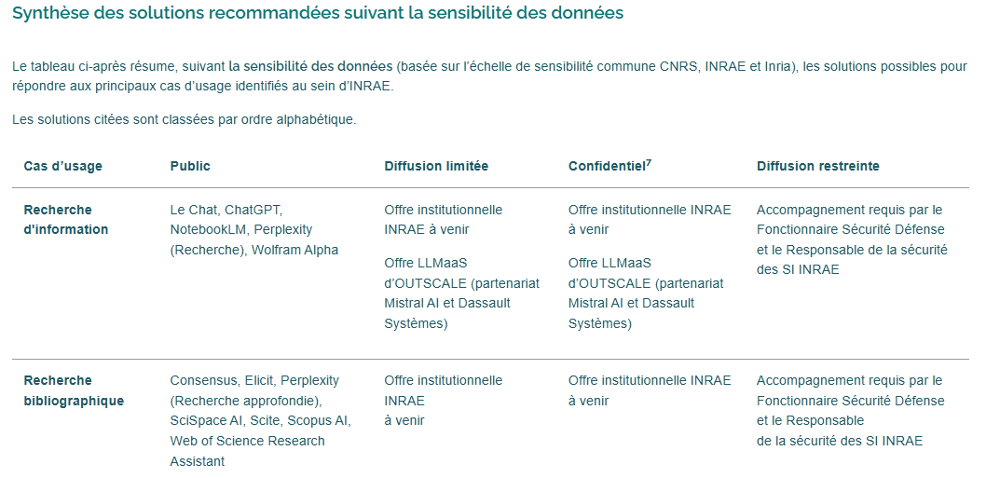 Synthèse des solutions recommandées suivant la sensibilité des données
Le tableau ci-après résume, suivant la sensibilité des données (basée sur l’échelle de sensibilité commune CNRS, INRAE et Inria), les solutions possibles pour
répondre aux principaux cas d’usage identifiés au sein d’INRAE.
Les solutions citées sont classées par ordre alphabétique.
Cas d’usage
Public
Diffusion limitée
Confidentiel⁷
Diffusion restreinte
Recherche
d'information
Le Chat, ChatGPT,
NotebookLM, Perplexity
(Recherche), Wolfram Alpha
Offre institutionnelle
INRAE à venir
Offre LLMaaS
d’OUTSCALE (partenariat
Mistral AI et Dassault
Systèmes)
Offre institutionnelle INRAE
à venir
Offre LLMaaS
d’OUTSCALE (partenariat
Mistral AI et Dassault
Systèmes)
Accompagnement requis par le
Fonctionnaire Sécurité Défense
et le Responsable de la sécurité
des SI INRAE
Recherche
bibliographique
Consensus, Elicit, Perplexity
(Recherche approfondie),
SciSpace AI, Scite, Scopus AI,
Web of Science Research
Assistant
Offre institutionnelle
INRAE
à venir
Offre institutionnelle INRAE
à venir
Accompagnement requis par le
Fonctionnaire Sécurité Défense
et le Responsable
de la sécurité des SI INRAE